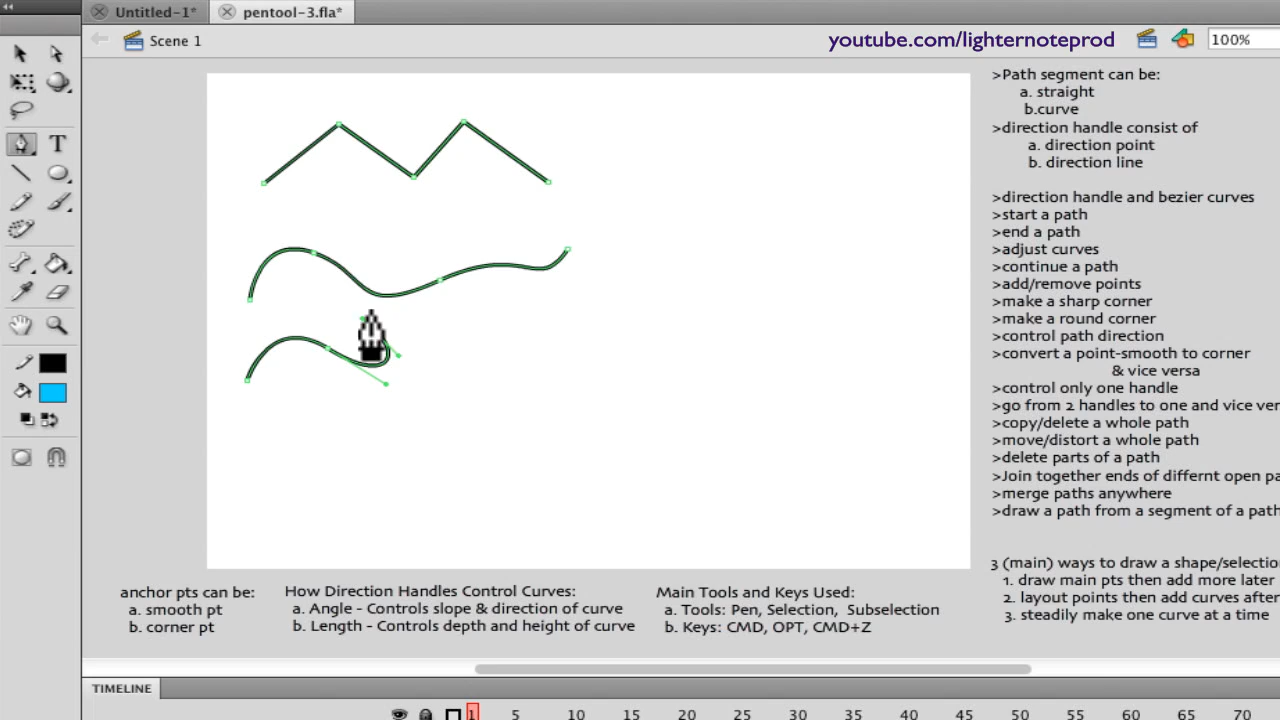 Untitled-1*
pentool-3.fla*
Scene 1
youtube.com/lighternoteprod
100%
T
>Path segment can be:
a. straight
b.curve
>direction handle consist of
a. direction point
b. direction line
>direction handle and bezier curves
>start a path
>end a path
>adjust curves
>continue a path
>add/remove points
>make a sharp corner
>make a round corner
>control path direction
>convert a point-smooth to corner
& vice versa
>control only one handle
>go from 2 handles to one and vice ver
>copy/delete a whole path
>move/distort a whole path
>delete parts of a path
>Join together ends of differnt open pa
>merge paths anywhere
>draw a path from a segment of a path
3 (main) ways to draw a shape/selectio
1. draw main pts then add more later
2. layout points then add curves after
3. steadily make one curve at a time
anchor pts can be:
a. smooth pt
b. corner pt
How Direction Handles Control Curves:
a. Angle - Controls slope & direction of curve
b. Length - Controls depth and height of curve
Main Tools and Keys Used:
a. Tools: Pen, Selection, Subselection
b. Keys: CMD, OPT, CMD+Z
TIMELINE
1 5 10 15 20 25 30 35 40 45 50 55 60 65 70